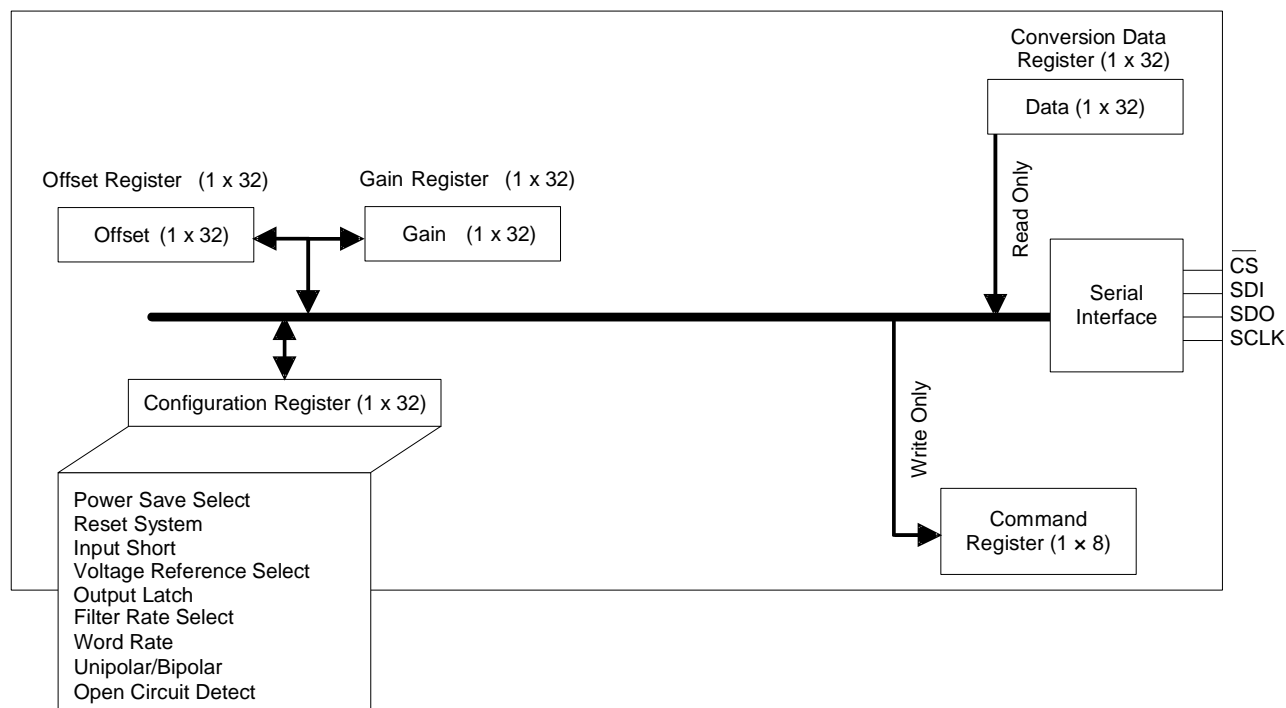 Conversion Data
Register (1 x 32)
Data (1 x 32)
Offset Register (1 x 32)
Gain Register (1 x 32)
Offset (1 x 32)
Gain (1 x 32)
Read Only
Serial
Interface
CS
SDI
SDO
SCLK
Configuration Register (1 x 32)
Write Only
Power Save Select
Reset System
Input Short
Voltage Reference Select
Output Latch
Filter Rate Select
Word Rate
Unipolar/Bipolar
Open Circuit Detect
Command
Register (1 × 8)